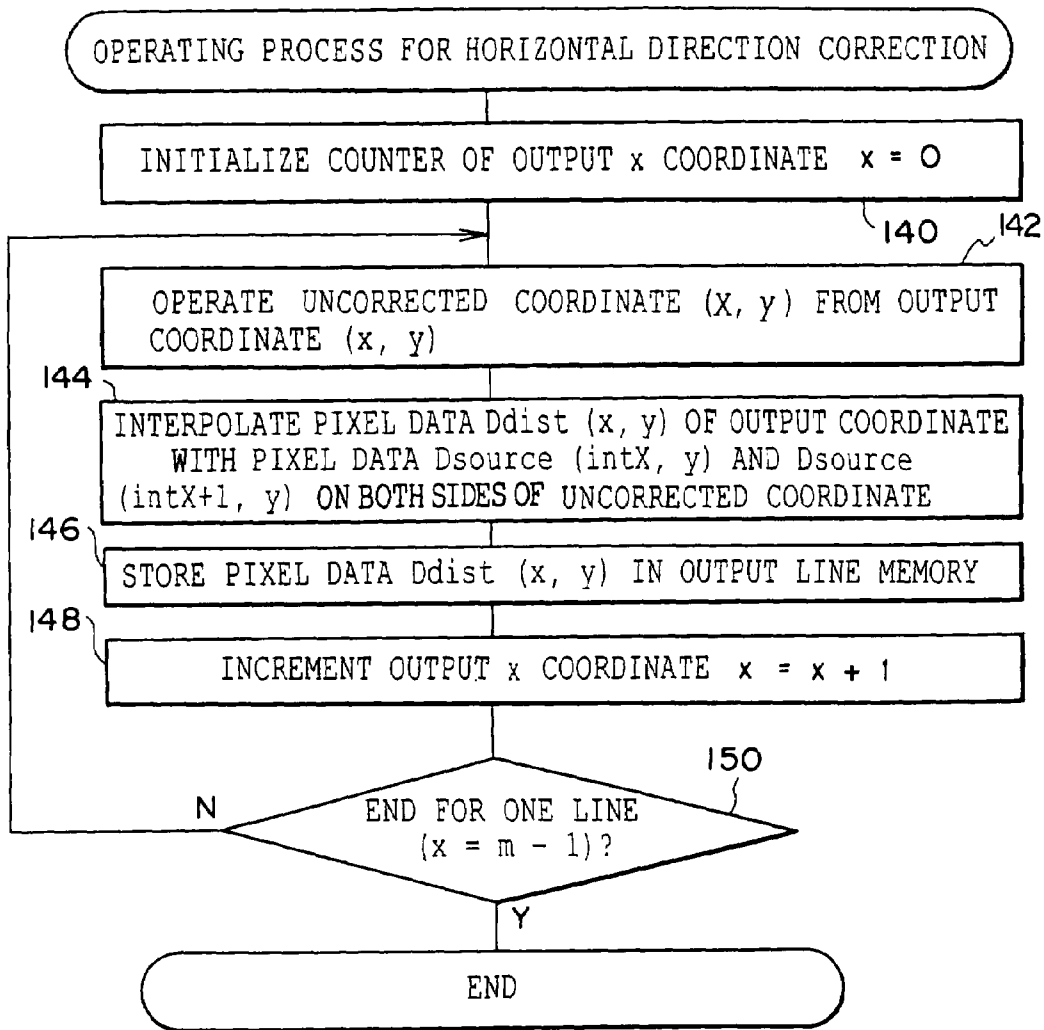 OPERATING PROCESS FOR HORIZONTAL DIRECTION CORRECTION
INITIALIZE COUNTER OF OUTPUT x COORDINATE x = 0
140
142
OPERATE UNCORRECTED COORDINATE (X, y) FROM OUTPUT
COORDINATE (x, y)
144
INTERPOLATE PIXEL DATA Ddist (x, y) OF OUTPUT COORDINATE
WITH PIXEL DATA Dsource (intX, y) AND Dsource
(intX+1, y) ON BOTH SIDES OF UNCORRECTED COORDINATE
146
STORE PIXEL DATA Ddist (x, y) IN OUTPUT LINE MEMORY
148
INCREMENT OUTPUT x COORDINATE x = x + 1
150
N
END FOR ONE LINE
(x = m - 1)?
Y
END